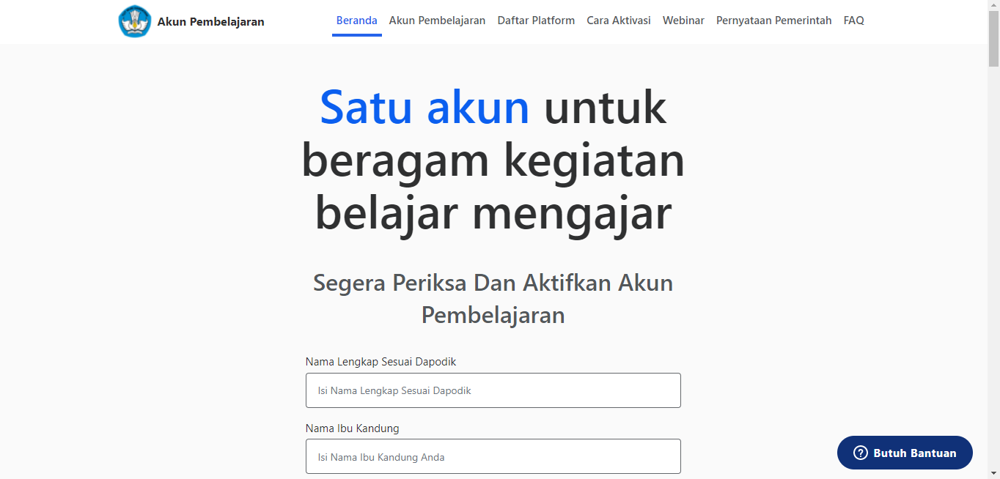 Akun Pembelajaran
Beranda Akun Pembelajaran Daftar Platform Cara Aktivasi Webinar Pernyataan Pemerintah FAQ
Satu akun untuk
beragam kegiatan
belajar mengajar
Segera Periksa Dan Aktifkan Akun
Pembelajaran
Nama Lengkap Sesuai Dapodik
Isi Nama Lengkap Sesuai Dapodik
Nama Ibu Kandung
Isi Nama Ibu Kandung Anda
Butuh Bantuan